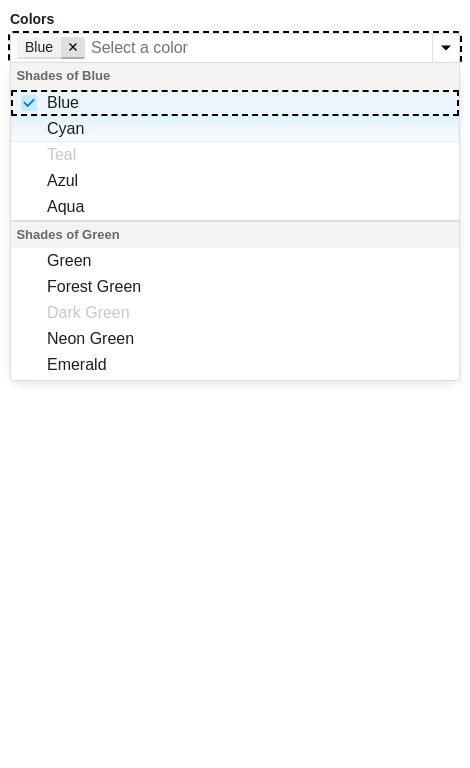 Colors
Blue ✕ Select a color
Shades of Blue
Blue
Cyan
Teal
Azul
Aqua
Shades of Green
Green
Forest Green
Dark Green
Neon Green
Emerald